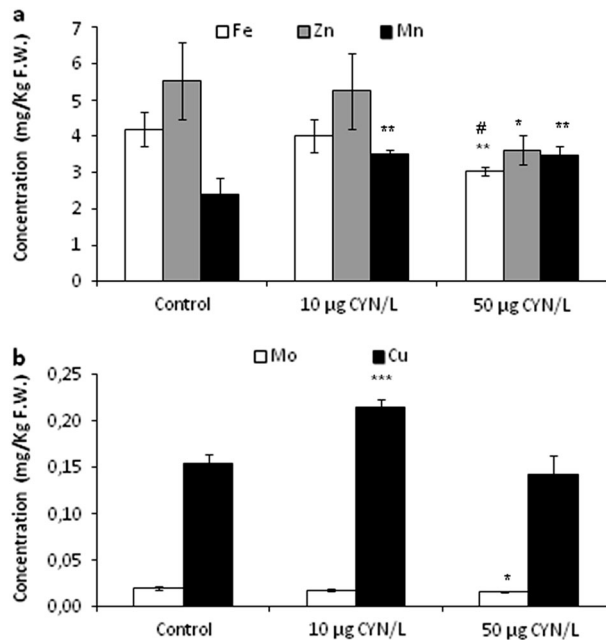 a
Fe Zn Mn
Concentration (mg/Kg F.W.)
7
6
5
4
3
2
1
0
**
#
**
*
**
Control 10 µg CYN/L 50 µg CYN/L
b
Mo Cu
Concentration (mg/Kg F.W.)
0,25
0,20
0,15
0,10
0,05
0,00
***
*
Control 10 µg CYN/L 50 µg CYN/L